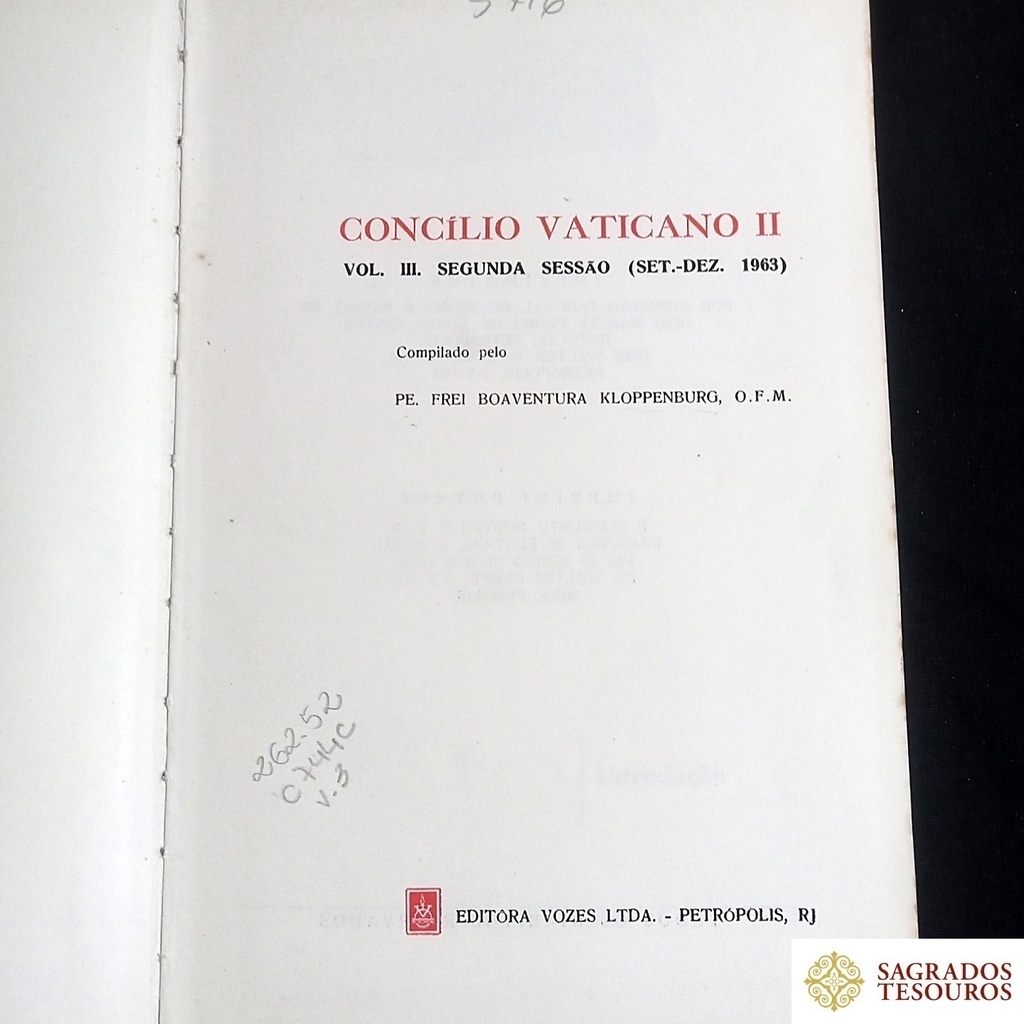 CONCÍLIO VATICANO II
VOL. III. SEGUNDA SESSÃO (SET.-DEZ. 1963)
Compilado pelo
PE. FREI BOAVENTURA KLOPPENBURG, O.F.M.
262.52
C744c
v.3
EDITÔRA VOZES LTDA. - PETRÓPOLIS, RJ
SAGRADOS
TESOUROS